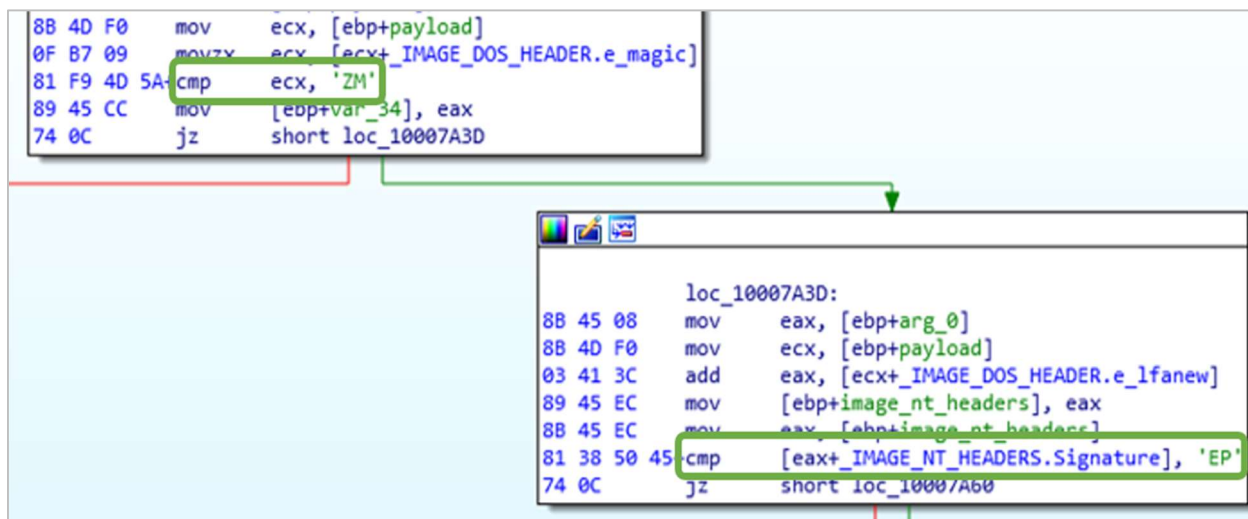 8B 4D F0 mov ecx, [ebp+payload]
0F B7 09 movzx ecx, [ecx+_IMAGE_DOS_HEADER.e_magic]
81 F9 4D 5A+cmp ecx, 'ZM'
89 45 CC mov [ebp+var_34], eax
74 0C jz short loc_10007A3D
loc_10007A3D:
8B 45 08 mov eax, [ebp+arg_0]
8B 4D F0 mov ecx, [ebp+payload]
03 41 3C add eax, [ecx+_IMAGE_DOS_HEADER.e_lfanew]
89 45 EC mov [ebp+image_nt_headers], eax
8B 45 EC mov eax, [ebp+image_nt_headers]
81 38 50 45+cmp [eax+_IMAGE_NT_HEADERS.Signature], 'EP'
74 0C jz short loc_10007A60